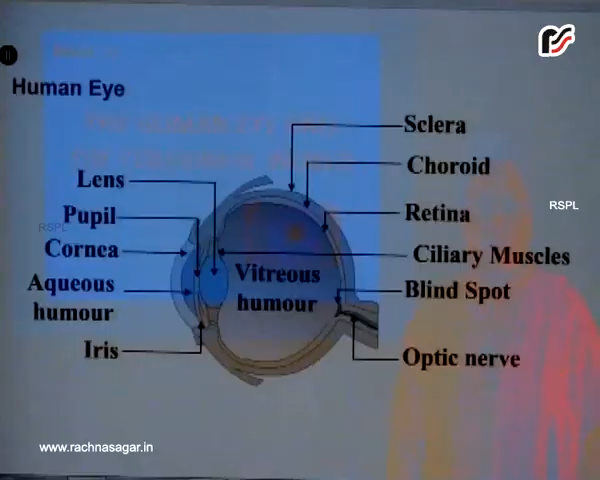 Human Eye
Sclera
Choroid
Lens
Pupil
Retina
RSPL
RSPL
Cornea
Ciliary Muscles
Aqueous
humour
Vitreous
humour
Blind Spot
Iris
Optic nerve
www.rachnasagar.in